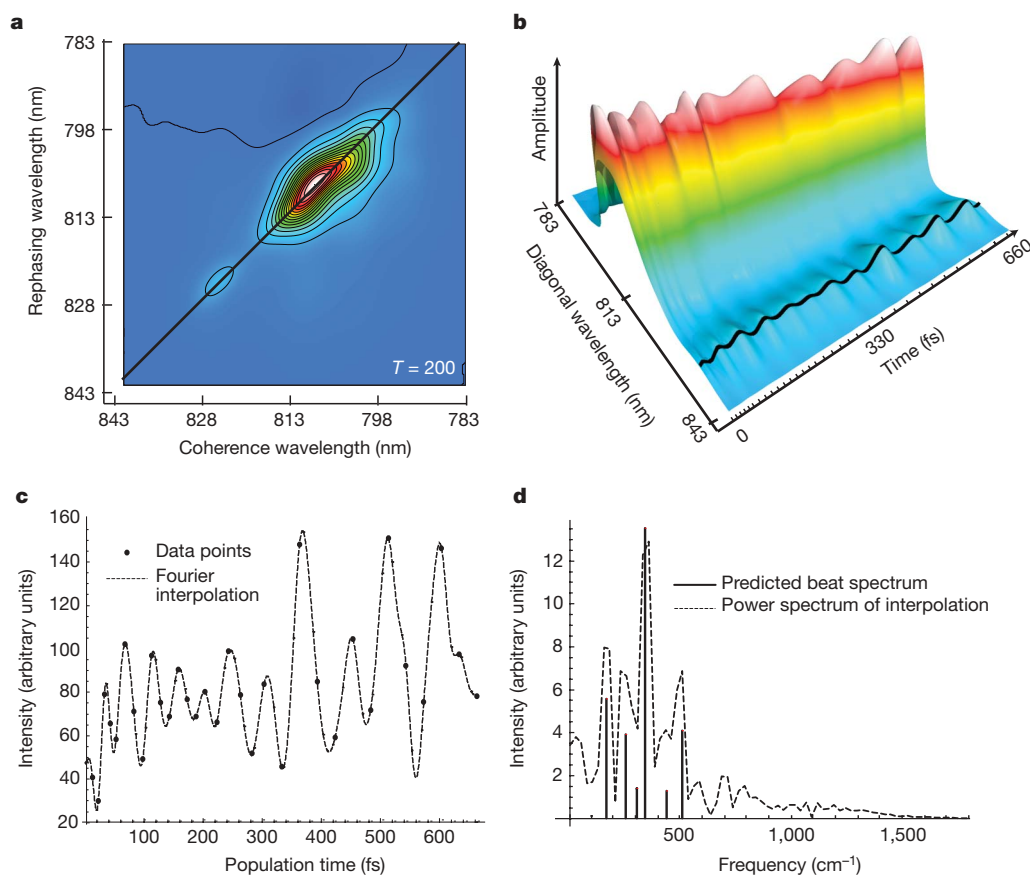 a
783
798
813
828
843
Rephasing wavelength (nm)
T = 200
843
828
813
798
783
Coherence wavelength (nm)
b
Amplitude
783
813
843
Diagonal wavelength (nm)
0
330
660
Time (fs)
c
160
140
120
100
80
60
40
20
Intensity (arbitrary units)
Data points
Fourier
interpolation
100
200
300
400
500
600
Population time (fs)
d
12
10
8
6
4
2
Intensity (arbitrary units)
Predicted beat spectrum
Power spectrum of interpolation
500
1,000
1,500
Frequency (cm⁻¹)